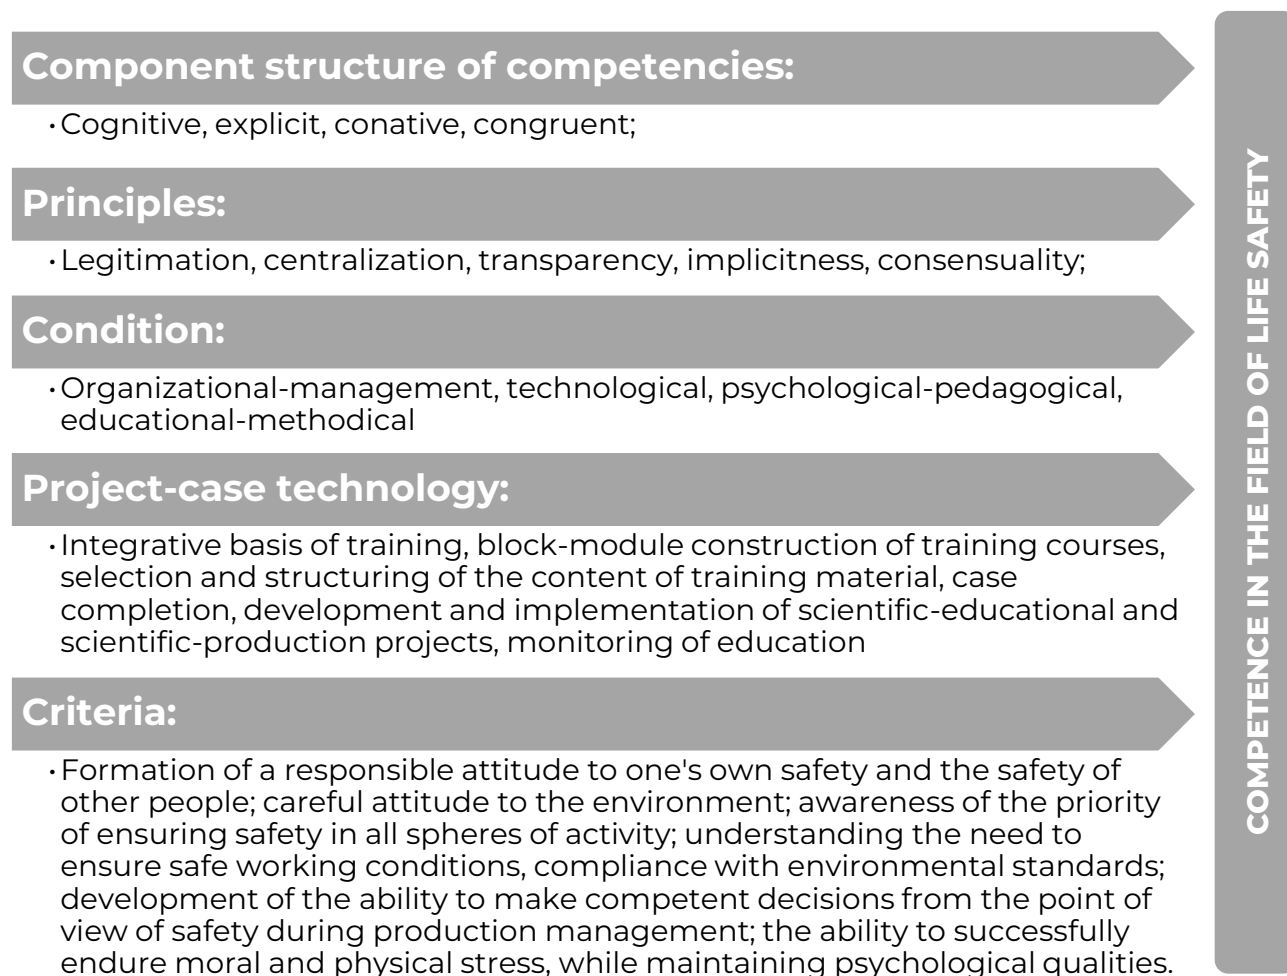 Component structure of competencies:
· Cognitive, explicit, conative, congruent;
Principles:
· Legitimation, centralization, transparency, implicitness, consensuality;
Condition:
· Organizational-management, technological, psychological-pedagogical,
educational-methodical
Project-case technology:
· Integrative basis of training, block-module construction of training courses,
selection and structuring of the content of training material, case
completion, development and implementation of scientific-educational and
scientific-production projects, monitoring of education
Criteria:
· Formation of a responsible attitude to one's own safety and the safety of
other people; careful attitude to the environment; awareness of the priority
of ensuring safety in all spheres of activity; understanding the need to
ensure safe working conditions, compliance with environmental standards;
development of the ability to make competent decisions from the point of
view of safety during production management; the ability to successfully
endure moral and physical stress, while maintaining psychological qualities.
COMPETENCE IN THE FIELD OF LIFE SAFETY